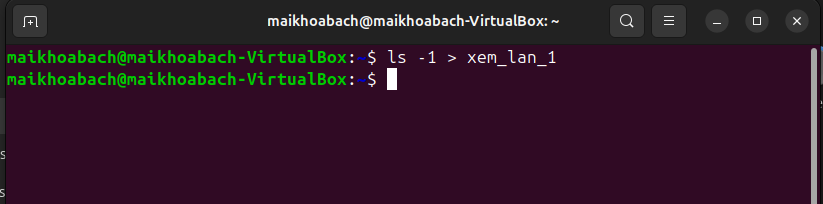 maikhoabach@maikhoabach-VirtualBox: ~
maikhoabach@maikhoabach-VirtualBox:~$ ls -1 > xem_lan_1
maikhoabach@maikhoabach-VirtualBox:~$